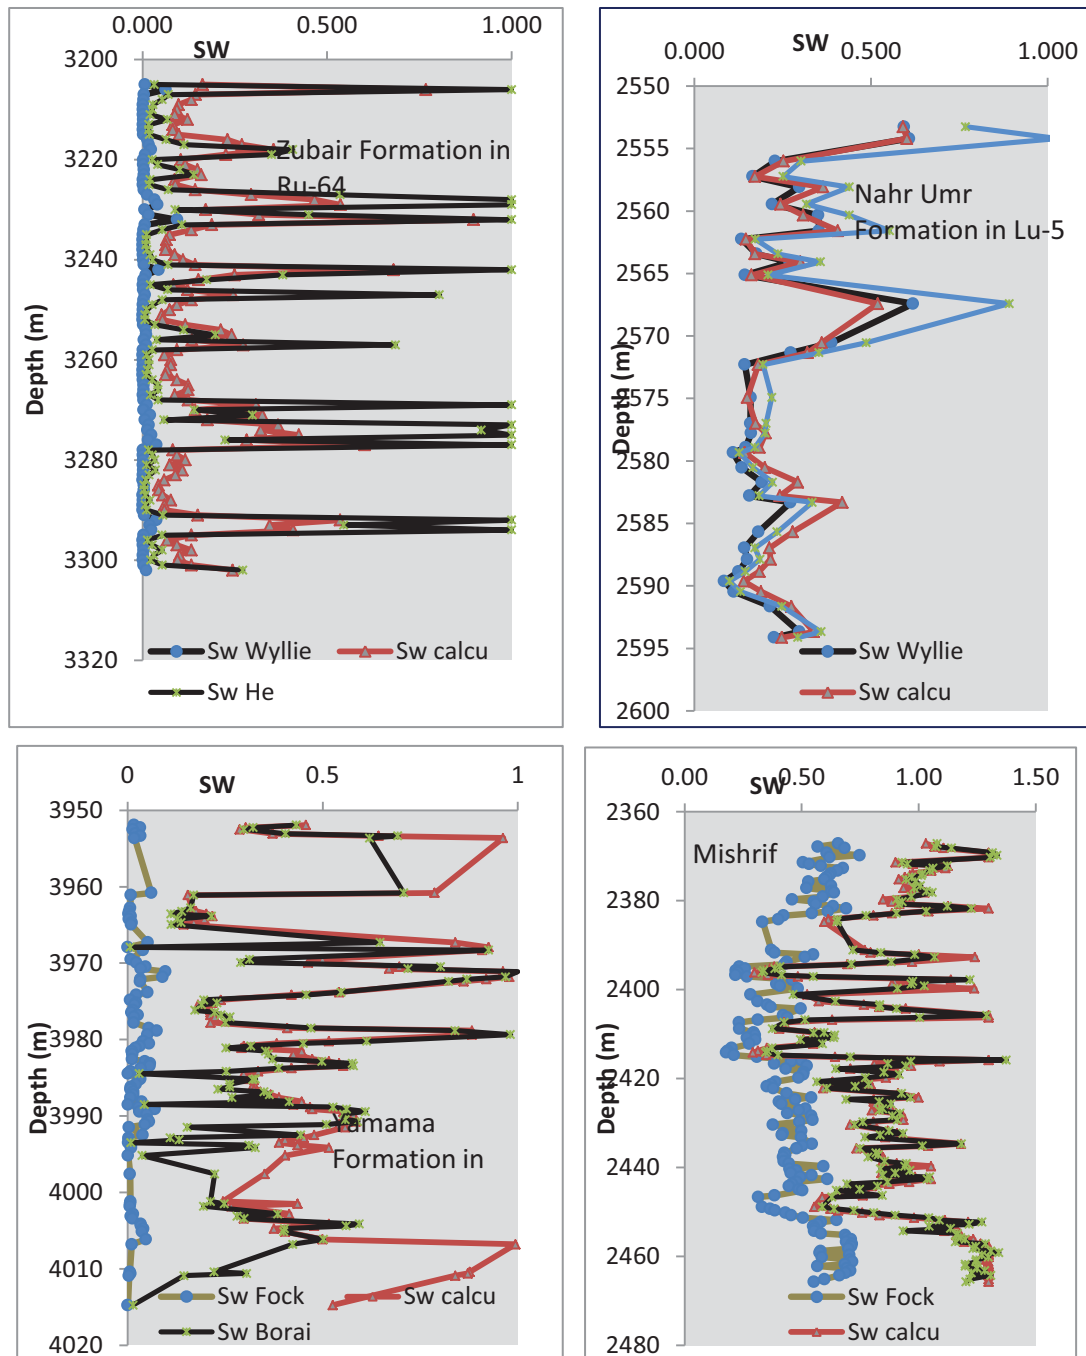 0.000 0.500 1.000
SW
3200
3220
3240
3260
3280
3300
3320
Depth (m)
Zubair Formation in
Ru-64
Sw Wyllie Sw calcu
Sw He
0.000 0.500 1.000
SW
2550
2555
2560
2565
2570
2575
2580
2585
2590
2595
2600
Depth (m)
Nahr Umr
Formation in Lu-5
Sw Wyllie
Sw calcu
0 0.5 1
SW
3950
3960
3970
3980
3990
4000
4010
4020
Depth (m)
Yamama
Formation in
Sw Fock Sw calcu
Sw Borai
0.00 0.50 1.00 1.50
SW
2360
2380
2400
2420
2440
2460
2480
Depth (m)
Mishrif
Sw Fock
Sw calcu